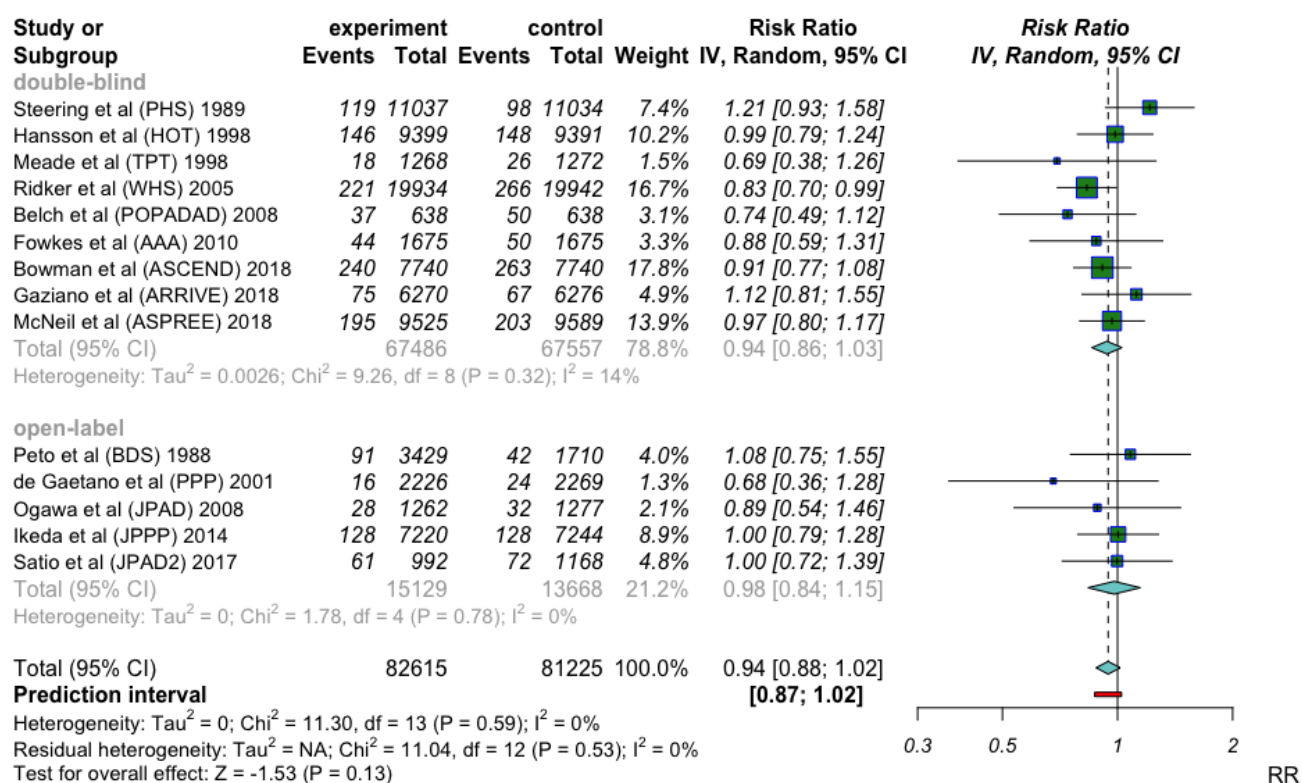 Study or experiment control Risk Ratio Risk Ratio
Subgroup Events Total Events Total Weight IV, Random, 95% CI IV, Random, 95% CI
double-blind
Steering et al (PHS) 1989 119 11037 98 11034 7.4% 1.21 [0.93; 1.58]
Hansson et al (HOT) 1998 146 9399 148 9391 10.2% 0.99 [0.79; 1.24]
Meade et al (TPT) 1998 18 1268 26 1272 1.5% 0.69 [0.38; 1.26]
Ridker et al (WHS) 2005 221 19934 266 19942 16.7% 0.83 [0.70; 0.99]
Belch et al (POPADAD) 2008 37 638 50 638 3.1% 0.74 [0.49; 1.12]
Fowkes et al (AAA) 2010 44 1675 50 1675 3.3% 0.88 [0.59; 1.31]
Bowman et al (ASCEND) 2018 240 7740 263 7740 17.8% 0.91 [0.77; 1.08]
Gaziano et al (ARRIVE) 2018 75 6270 67 6276 4.9% 1.12 [0.81; 1.55]
McNeil et al (ASPREE) 2018 195 9525 203 9589 13.9% 0.97 [0.80; 1.17]
Total (95% CI) 67486 67557 78.8% 0.94 [0.86; 1.03]
Heterogeneity: Tau² = 0.0026; Chi² = 9.26, df = 8 (P = 0.32); I² = 14%
open-label
Peto et al (BDS) 1988 91 3429 42 1710 4.0% 1.08 [0.75; 1.55]
de Gaetano et al (PPP) 2001 16 2226 24 2269 1.3% 0.68 [0.36; 1.28]
Ogawa et al (JPAD) 2008 28 1262 32 1277 2.1% 0.89 [0.54; 1.46]
Ikeda et al (JPPP) 2014 128 7220 128 7244 8.9% 1.00 [0.79; 1.28]
Satio et al (JPAD2) 2017 61 992 72 1168 4.8% 1.00 [0.72; 1.39]
Total (95% CI) 15129 13668 21.2% 0.98 [0.84; 1.15]
Heterogeneity: Tau² = 0; Chi² = 1.78, df = 4 (P = 0.78); I² = 0%
Total (95% CI) 82615 81225 100.0% 0.94 [0.88; 1.02]
Prediction interval [0.87; 1.02]
Heterogeneity: Tau² = 0; Chi² = 11.30, df = 13 (P = 0.59); I² = 0%
Residual heterogeneity: Tau² = NA; Chi² = 11.04, df = 12 (P = 0.53); I² = 0%
0.3 0.5 1 2
Test for overall effect: Z = -1.53 (P = 0.13) RR